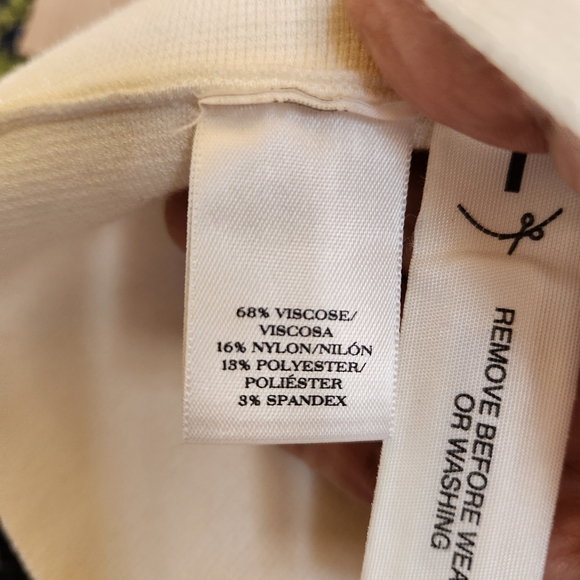 68% VISCOSE/
VISCOSA
16% NYLON/NILÓN
13% POLYESTER/
POLIÉSTER
3% SPANDEX
REMOVE BEFORE
OR WASHING